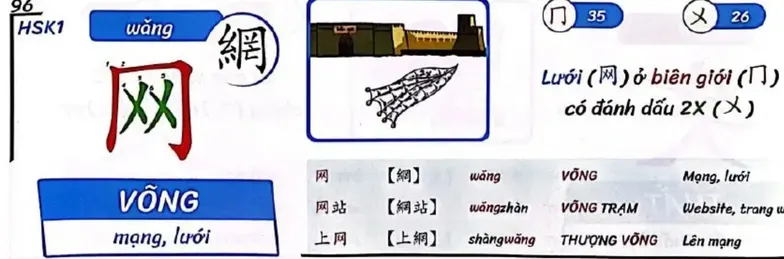 96
HSK1
wǎng
網
网
VÕNG
mạng, lưới
冂 35
㐅 26
Lưới (网) ở biên giới (冂)
có đánh dấu 2X (㐅)
网 【網】 wǎng VÕNG Mạng, lưới
网站 【網站】 wǎngzhàn VÕNG TRẠM Website, trang
上网 【上網】 shàngwǎng THƯỢNG VÕNG Lên mạng